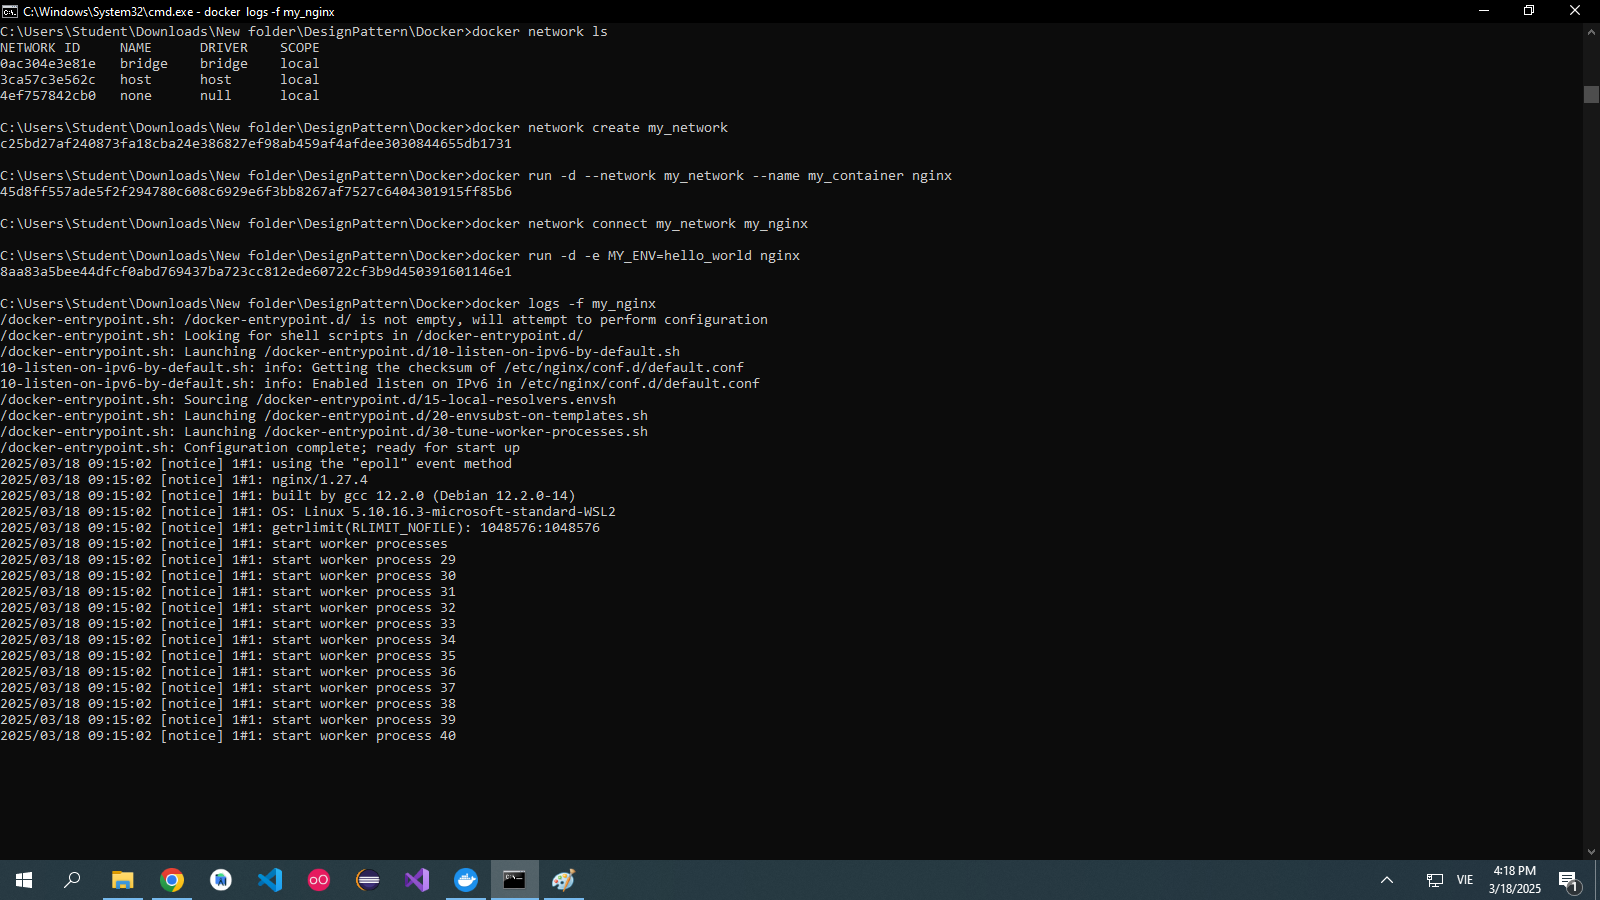 C:\Windows\System32\cmd.exe - docker logs -f my_nginx
C:\Users\Student\Downloads\New folder\DesignPattern\Docker>docker network ls
NETWORK ID     NAME      DRIVER    SCOPE
0ac304e3e81e   bridge    bridge    local
3ca57c3e562c   host      host      local
4ef757842cb0   none      null      local
C:\Users\Student\Downloads\New folder\DesignPattern\Docker>docker network create my_network
c25bd27af240873fa18cba24e386827ef98ab459af4afdee3030844655db1731
C:\Users\Student\Downloads\New folder\DesignPattern\Docker>docker run -d --network my_network --name my_container nginx
45d8ff557ade5f2f294780c608c6929e6f3bb8267af7527c6404301915ff85b6
C:\Users\Student\Downloads\New folder\DesignPattern\Docker>docker network connect my_network my_nginx
C:\Users\Student\Downloads\New folder\DesignPattern\Docker>docker run -d -e MY_ENV=hello_world nginx
8aa83a5bee44dfcf0abd769437ba723cc812ede60722cf3b9d450391601146e1
C:\Users\Student\Downloads\New folder\DesignPattern\Docker>docker logs -f my_nginx
/docker-entrypoint.sh: /docker-entrypoint.d/ is not empty, will attempt to perform configuration
/docker-entrypoint.sh: Looking for shell scripts in /docker-entrypoint.d/
/docker-entrypoint.sh: Launching /docker-entrypoint.d/10-listen-on-ipv6-by-default.sh
10-listen-on-ipv6-by-default.sh: info: Getting the checksum of /etc/nginx/conf.d/default.conf
10-listen-on-ipv6-by-default.sh: info: Enabled listen on IPv6 in /etc/nginx/conf.d/default.conf
/docker-entrypoint.sh: Sourcing /docker-entrypoint.d/15-local-resolvers.envsh
/docker-entrypoint.sh: Launching /docker-entrypoint.d/20-envsubst-on-templates.sh
/docker-entrypoint.sh: Launching /docker-entrypoint.d/30-tune-worker-processes.sh
/docker-entrypoint.sh: Configuration complete; ready for start up
2025/03/18 09:15:02 [notice] 1#1: using the "epoll" event method
2025/03/18 09:15:02 [notice] 1#1: nginx/1.27.4
2025/03/18 09:15:02 [notice] 1#1: built by gcc 12.2.0 (Debian 12.2.0-14)
2025/03/18 09:15:02 [notice] 1#1: OS: Linux 5.10.16.3-microsoft-standard-WSL2
2025/03/18 09:15:02 [notice] 1#1: getrlimit(RLIMIT_NOFILE): 1048576:1048576
2025/03/18 09:15:02 [notice] 1#1: start worker processes
2025/03/18 09:15:02 [notice] 1#1: start worker process 29
2025/03/18 09:15:02 [notice] 1#1: start worker process 30
2025/03/18 09:15:02 [notice] 1#1: start worker process 31
2025/03/18 09:15:02 [notice] 1#1: start worker process 32
2025/03/18 09:15:02 [notice] 1#1: start worker process 33
2025/03/18 09:15:02 [notice] 1#1: start worker process 34
2025/03/18 09:15:02 [notice] 1#1: start worker process 35
2025/03/18 09:15:02 [notice] 1#1: start worker process 36
2025/03/18 09:15:02 [notice] 1#1: start worker process 37
2025/03/18 09:15:02 [notice] 1#1: start worker process 38
2025/03/18 09:15:02 [notice] 1#1: start worker process 39
2025/03/18 09:15:02 [notice] 1#1: start worker process 40
VIE
4:18 PM
3/18/2025
1